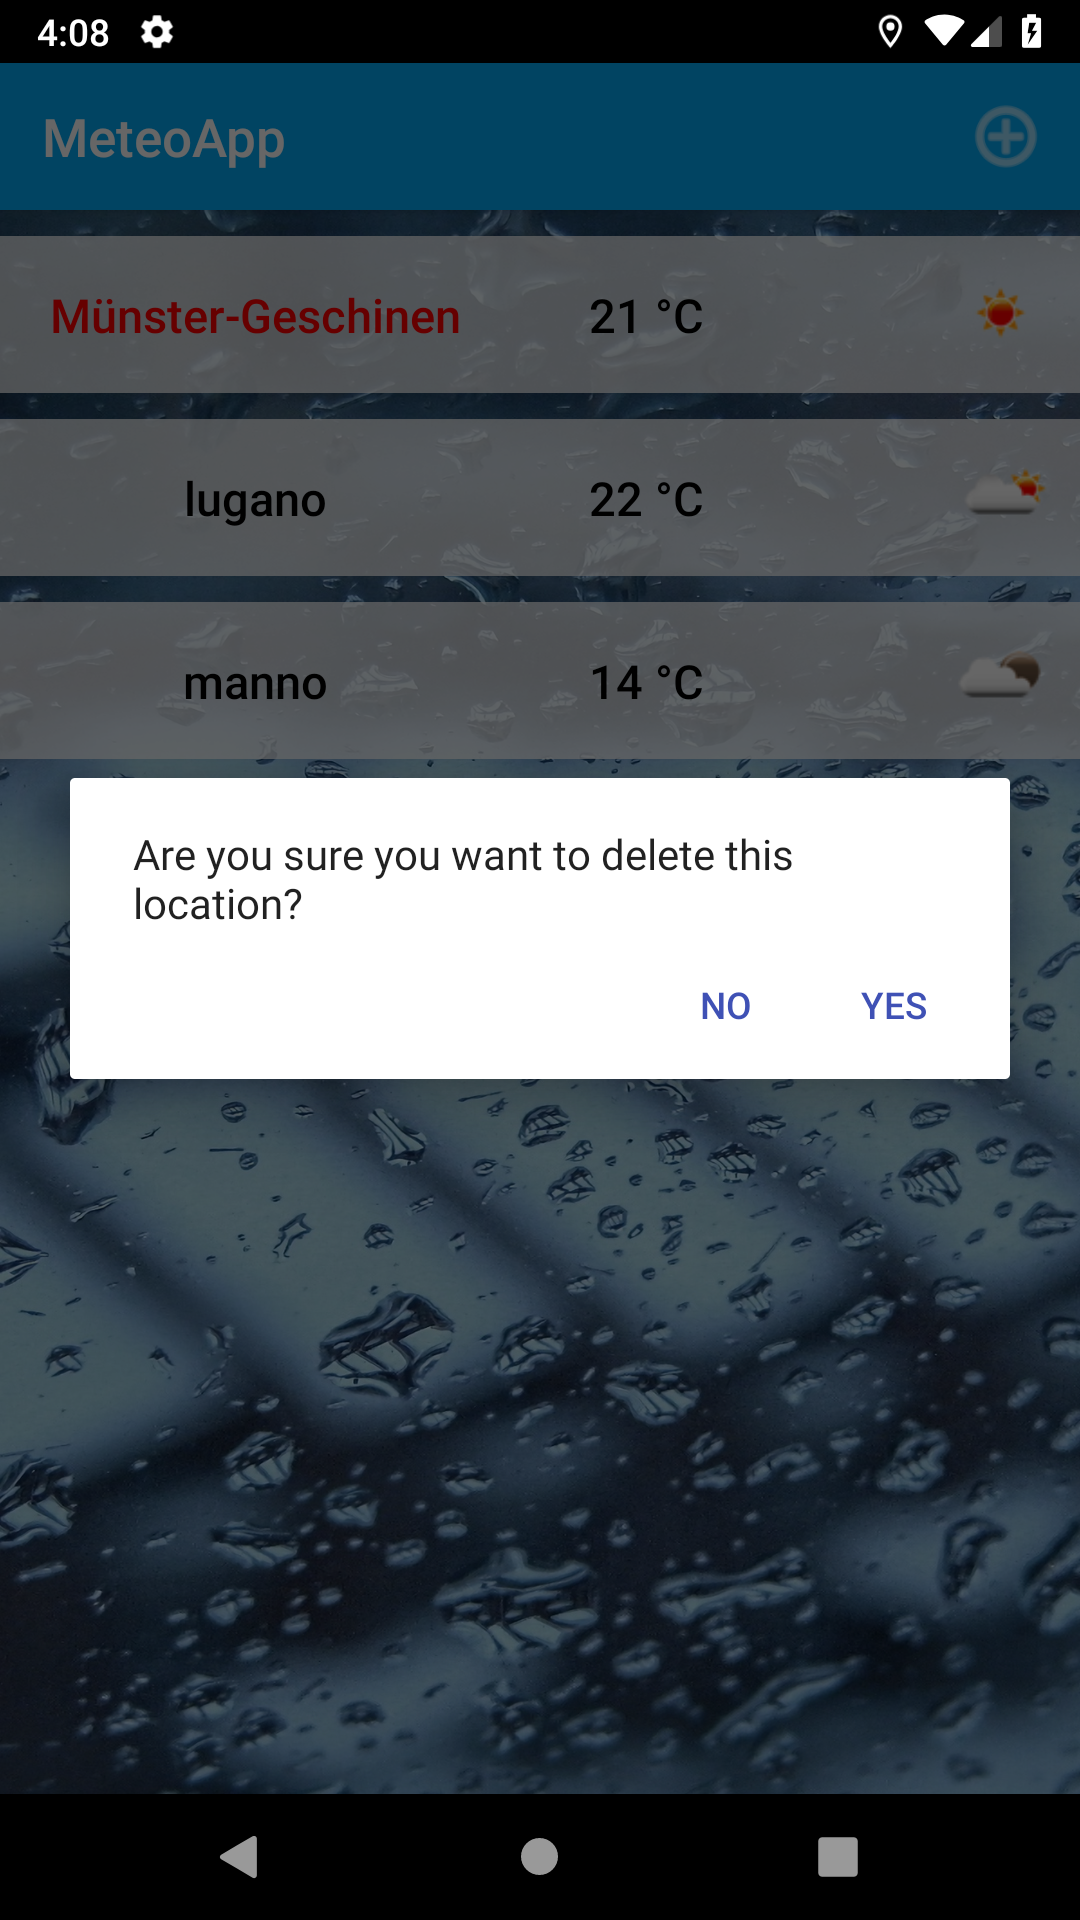 4:08
MeteoApp
Münster-Geschinen 21 °C
lugano 22 °C
manno 14 °C
Are you sure you want to delete this
location?
NO YES